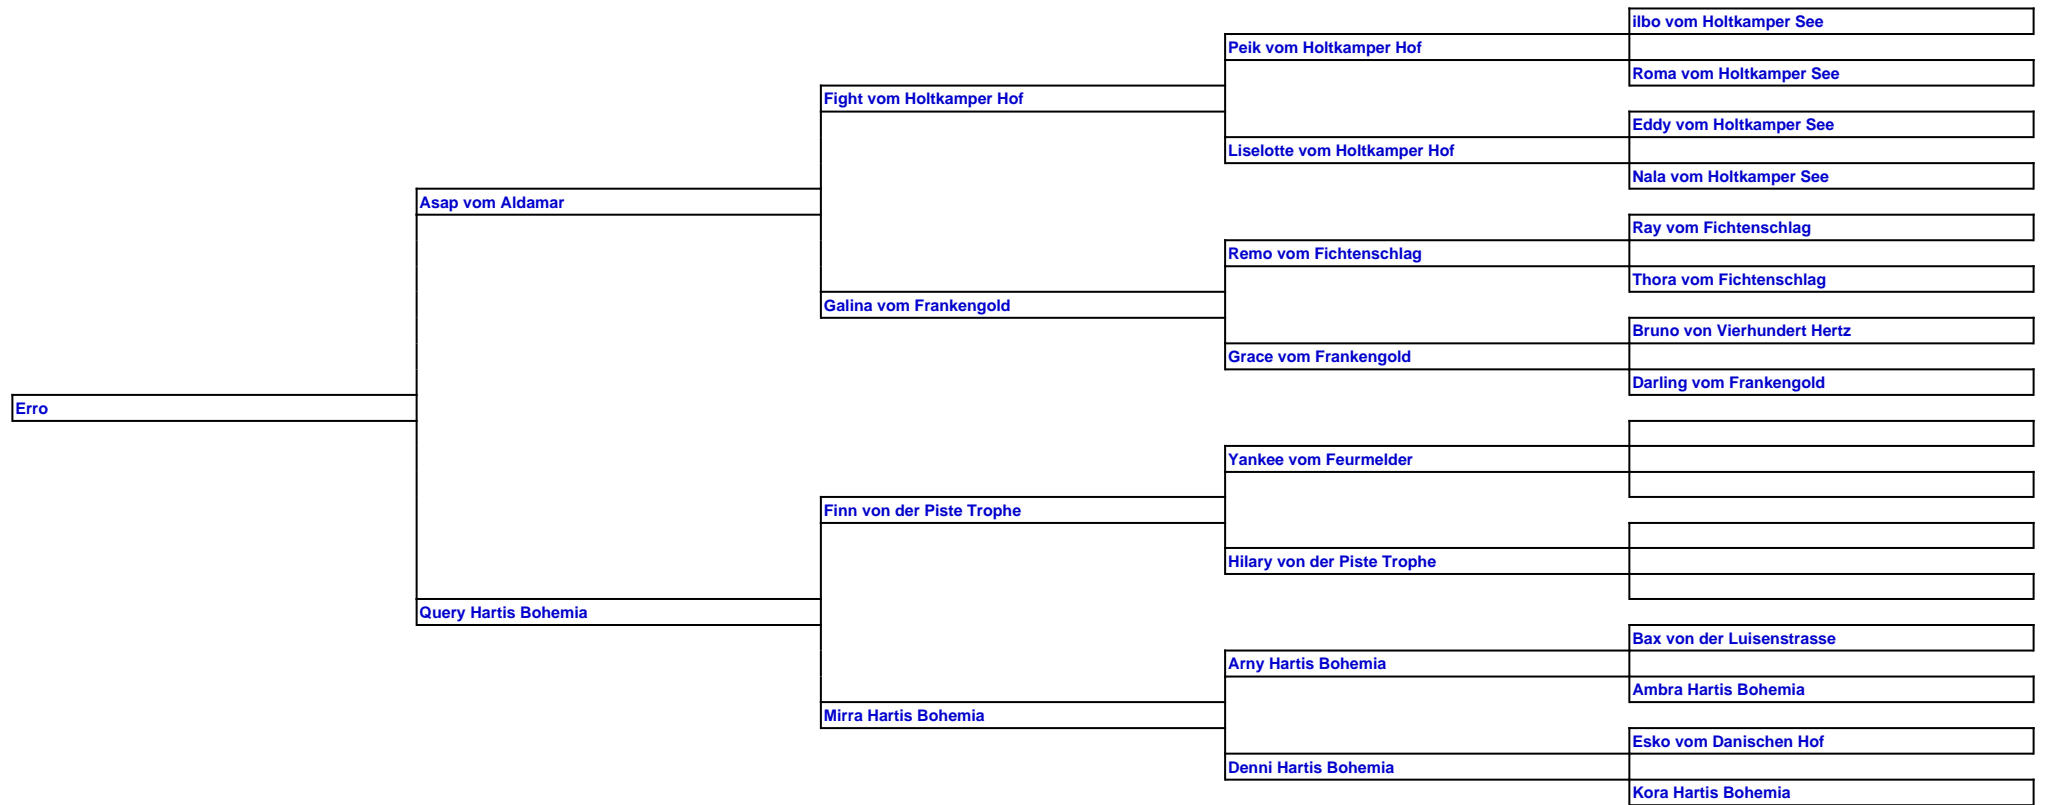 ilbo vom Holtkamper See
Peik vom Holtkamper Hof
Roma vom Holtkamper See
Fight vom Holtkamper Hof
Eddy vom Holtkamper See
Liselotte vom Holtkamper Hof
Nala vom Holtkamper See
Asap vom Aldamar
Ray vom Fichtenschlag
Remo vom Fichtenschlag
Thora vom Fichtenschlag
Galina vom Frankengold
Bruno von Vierhundert Hertz
Grace vom Frankengold
Darling vom Frankengold
Erro
Yankee vom Feurmelder
Finn von der Piste Trophe
Hilary von der Piste Trophe
Query Hartis Bohemia
Bax von der Luisenstrasse
Arny Hartis Bohemia
Ambra Hartis Bohemia
Mirra Hartis Bohemia
Esko vom Danischen Hof
Denni Hartis Bohemia
Kora Hartis Bohemia